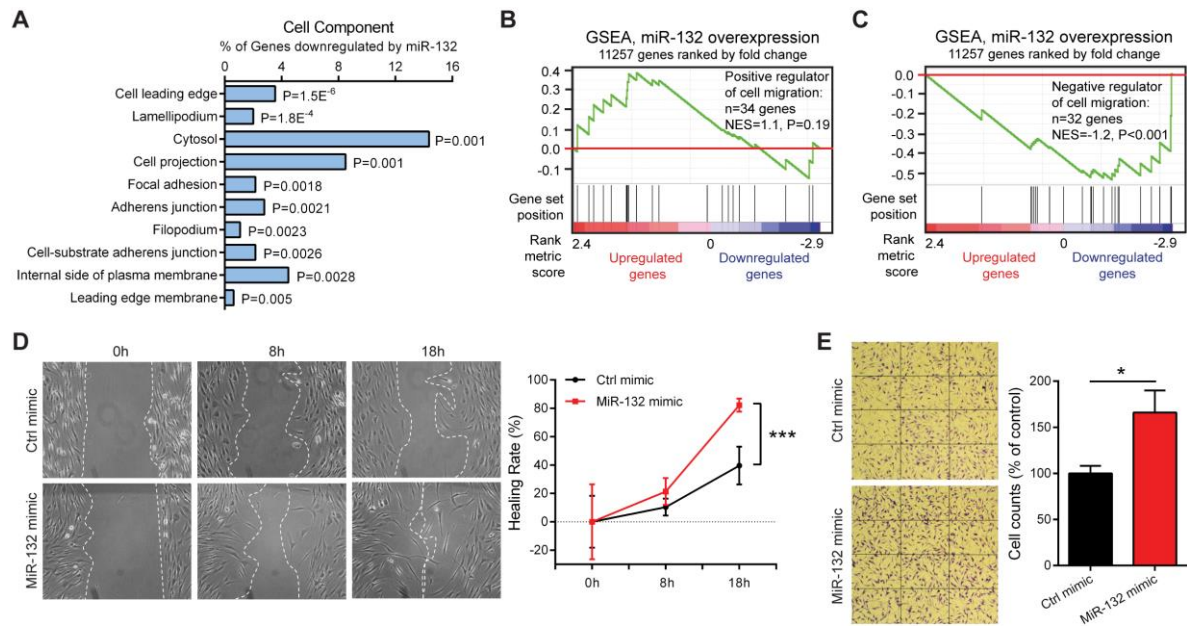 A
Cell Component
% of Genes downregulated by miR-132
0 4 8 12 16
Cell leading edge P=1.5E-6
Lamellipodium P=1.8E-4
Cytosol P=0.001
Cell projection P=0.001
Focal adhesion P=0.0018
Adherens junction P=0.0021
Filopodium P=0.0023
Cell-substrate adherens junction P=0.0026
Internal side of plasma membrane P=0.0028
Leading edge membrane P=0.005
B
GSEA, miR-132 overexpression
11257 genes ranked by fold change
0.4
0.3
0.2
0.1
0.0
-0.1
Positive regulator
of cell migration:
n=34 genes
NES=1.1, P=0.19
Gene set
position
Rank
metric
score
2.4 0 -2.9
Upregulated
genes
Downregulated
genes
C
GSEA, miR-132 overexpression
11257 genes ranked by fold change
0.0
-0.1
-0.2
-0.3
-0.4
-0.5
Negative regulator
of cell migration:
n=32 genes
NES=-1.2, P<0.001
Gene set
position
Rank
metric
score
2.4 0 -2.9
Upregulated
genes
Downregulated
genes
D
0h 8h 18h
Ctrl mimic
MiR-132 mimic
Healing Rate (%)
100
80
60
40
20
0
-20
Ctrl mimic
MiR-132 mimic
***
0h 8h 18h
E
Ctrl mimic
MiR-132 mimic
Cell counts (% of control)
200
150
100
50
0
*
Ctrl mimic
MiR-132 mimic